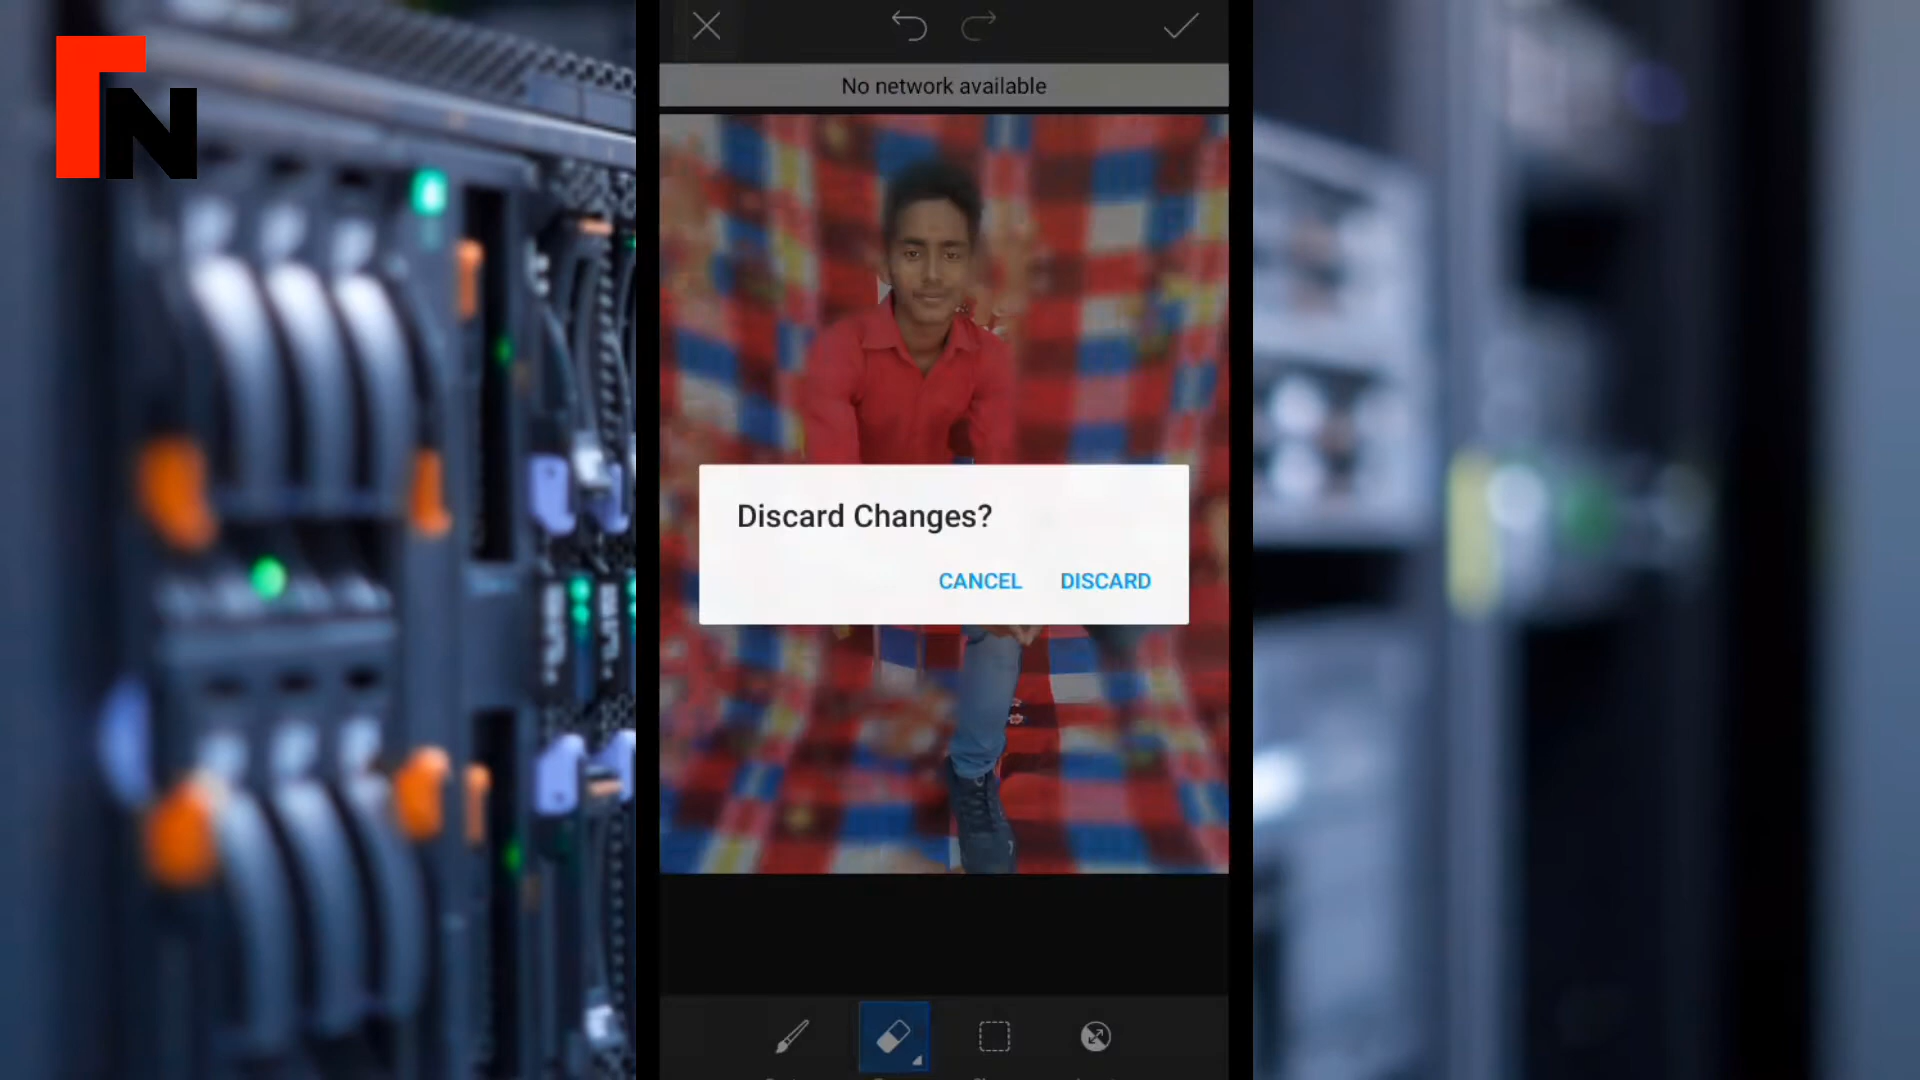 N
No network available
Discard Changes?
CANCEL DISCARD